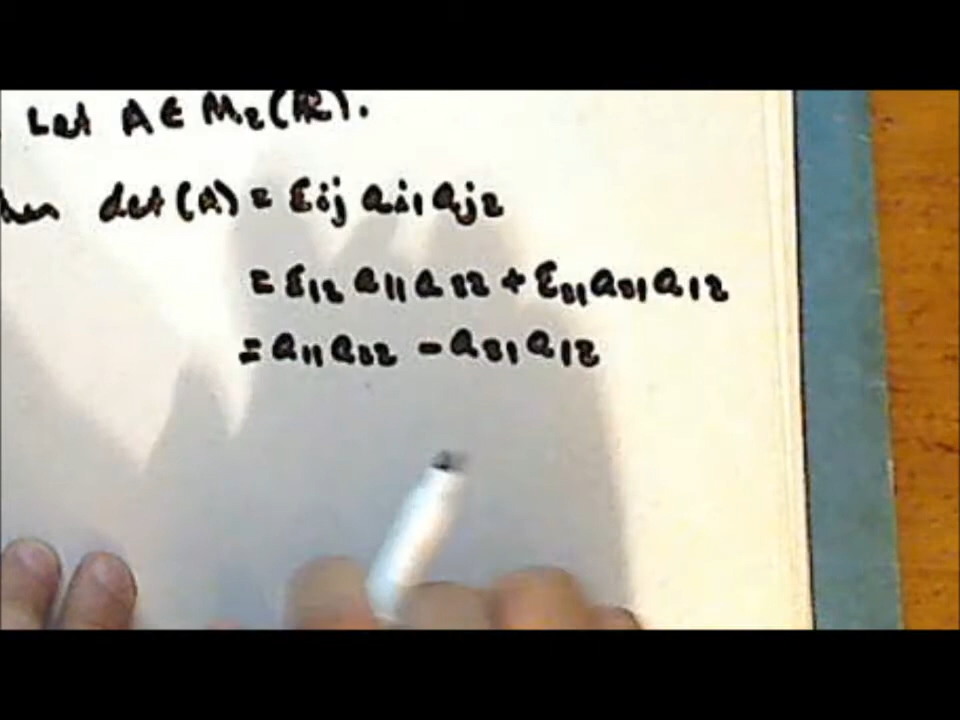 Let A ∈ M₂(ℝ).
det(A) = εij ai1 aj2
= ε12 a11 a22 + ε21 a21 a12
= a11 a22 - a21 a12